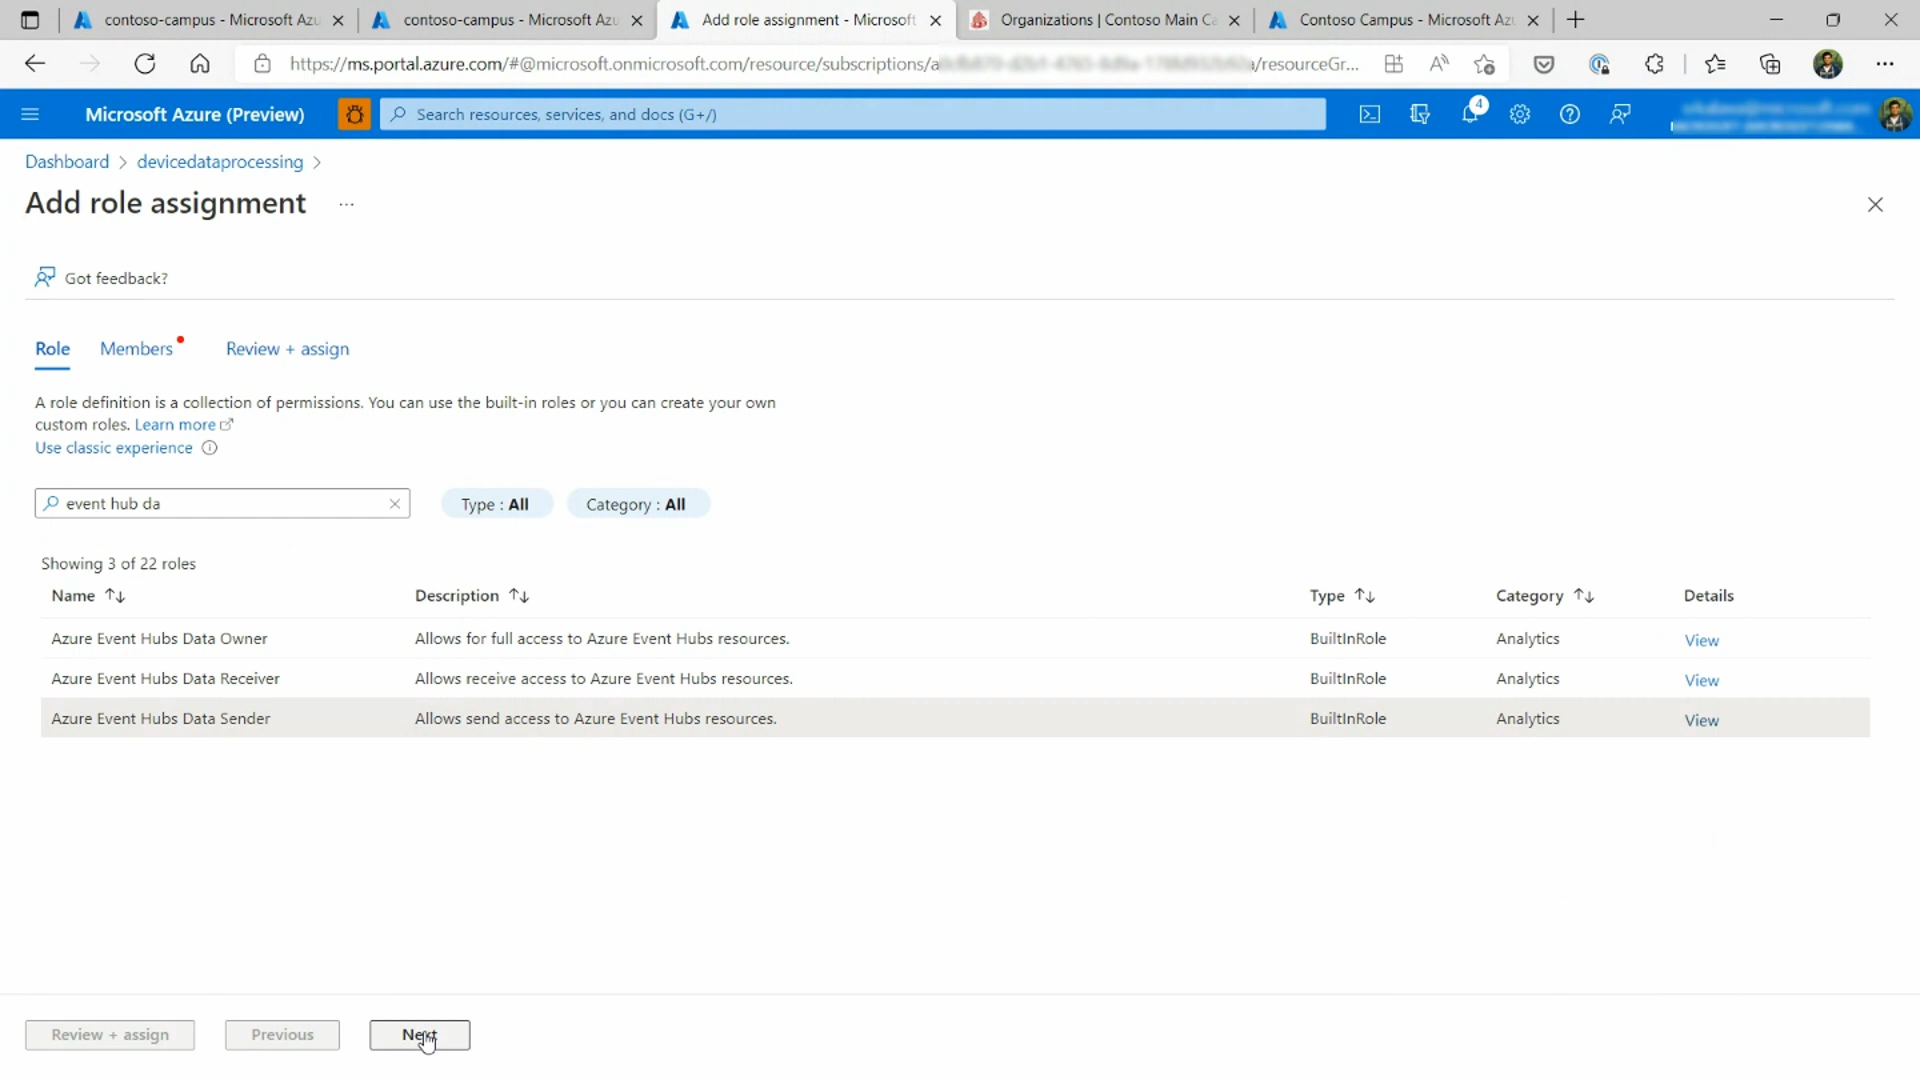 contoso-campus - Microsoft Azu
contoso-campus - Microsoft Azu
Add role assignment - Microsoft
Organizations | Contoso Main Ca
Contoso Campus - Microsoft Azu
https://ms.portal.azure.com/#@microsoft.onmicrosoft.com/resource/subscriptions/a
/resourceGr...
Microsoft Azure (Preview)
Search resources, services, and docs (G+/)
4
Dashboard > devicedataprocessing >
Add role assignment ...
Got feedback?
Role Members Review + assign
A role definition is a collection of permissions. You can use the built-in roles or you can create your own
custom roles. Learn more
Use classic experience
event hub da
Type : All
Category : All
Showing 3 of 22 roles
Name Description Type Category Details
Azure Event Hubs Data Owner Allows for full access to Azure Event Hubs resources. BuiltInRole Analytics View
Azure Event Hubs Data Receiver Allows receive access to Azure Event Hubs resources. BuiltInRole Analytics View
Azure Event Hubs Data Sender Allows send access to Azure Event Hubs resources. BuiltInRole Analytics View
Review + assign Previous Next